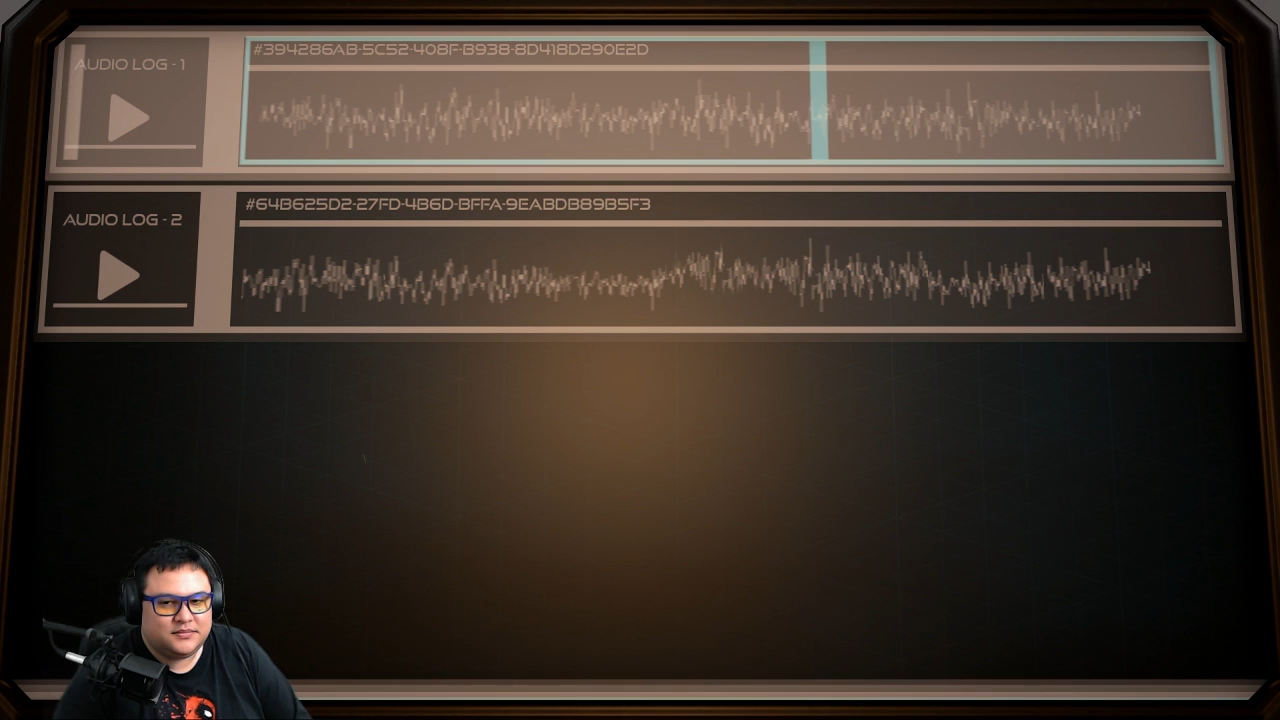 AUDIO LOG - 1
#394286AB-5C52-408F-B938-8D418D290E2D
AUDIO LOG - 2
#64B625D2-27FD-4B6D-BFFA-9EABDB89B5F3